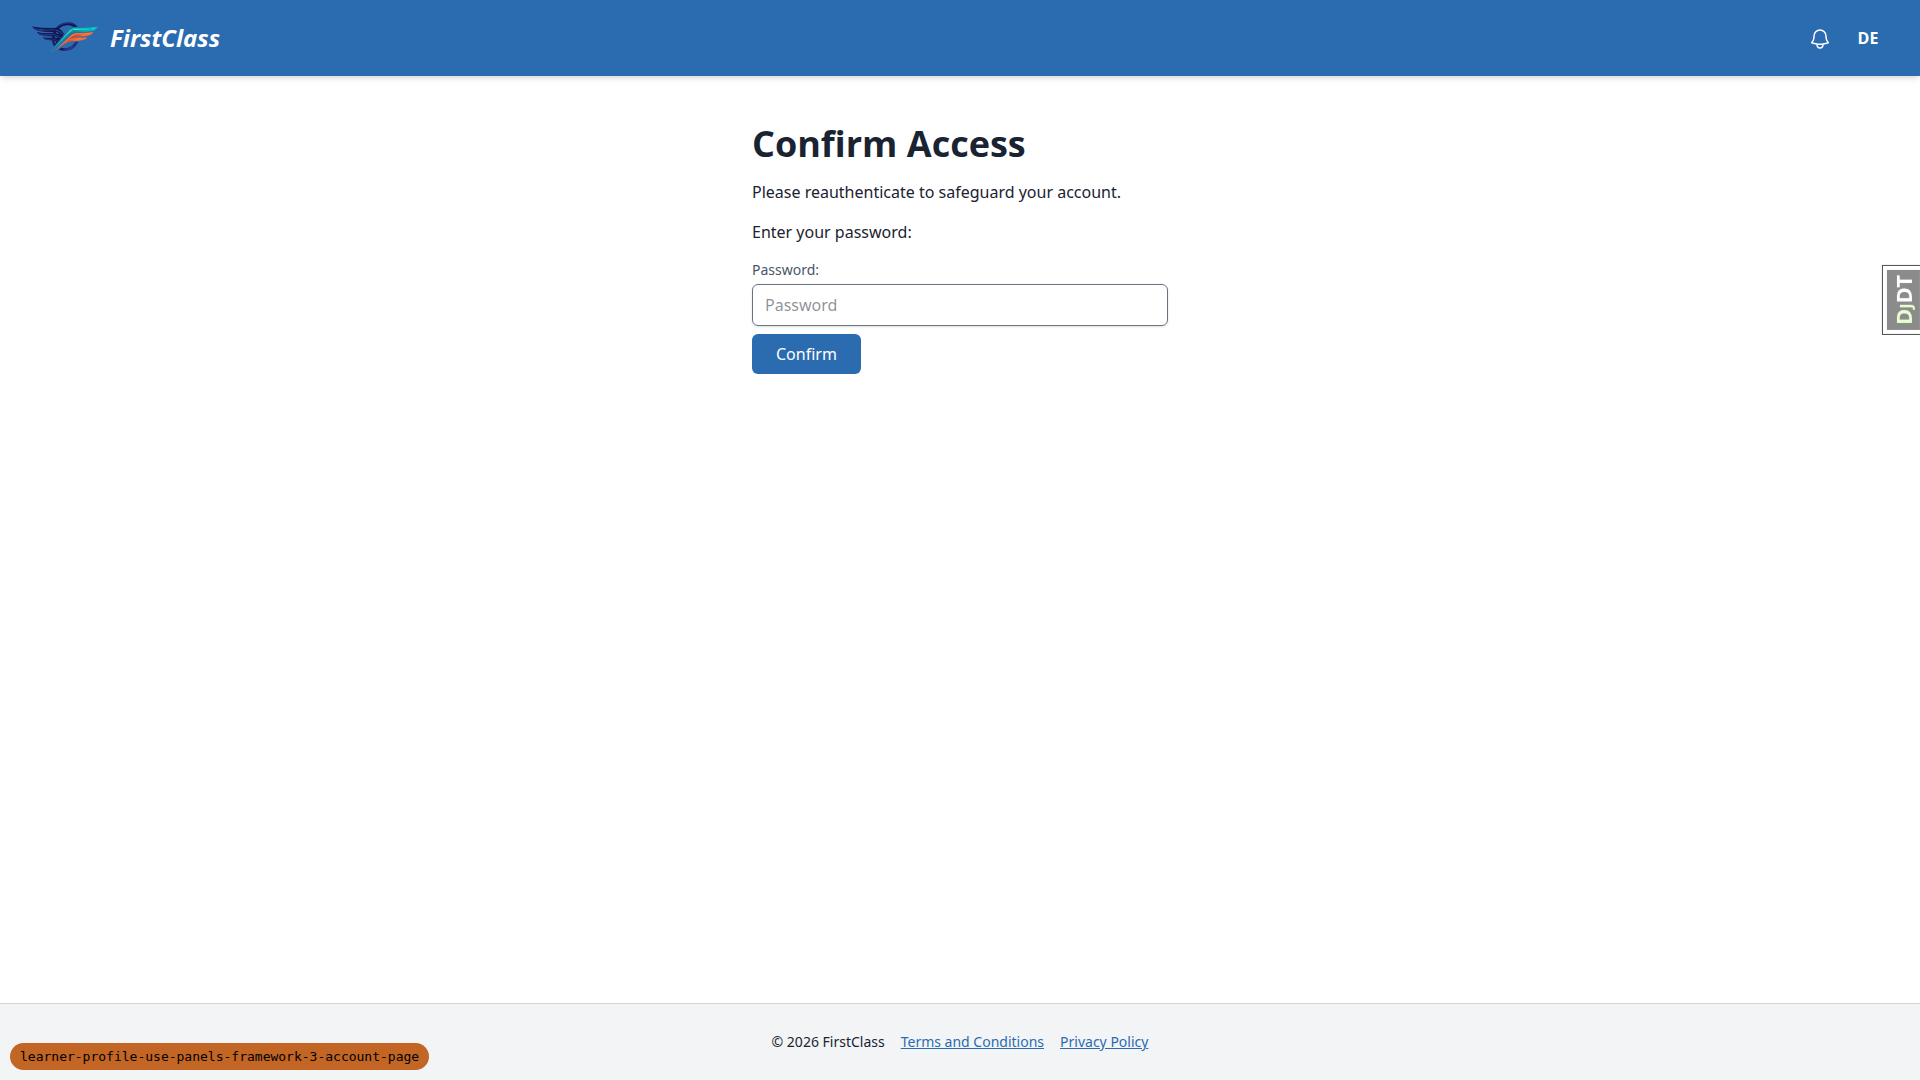 FirstClass
DE
Confirm Access
Please reauthenticate to safeguard your account.
Enter your password:
Password:
Password
Confirm
DJDT
© 2026 FirstClass Terms and Conditions Privacy Policy
learner-profile-use-panels-framework-3-account-page